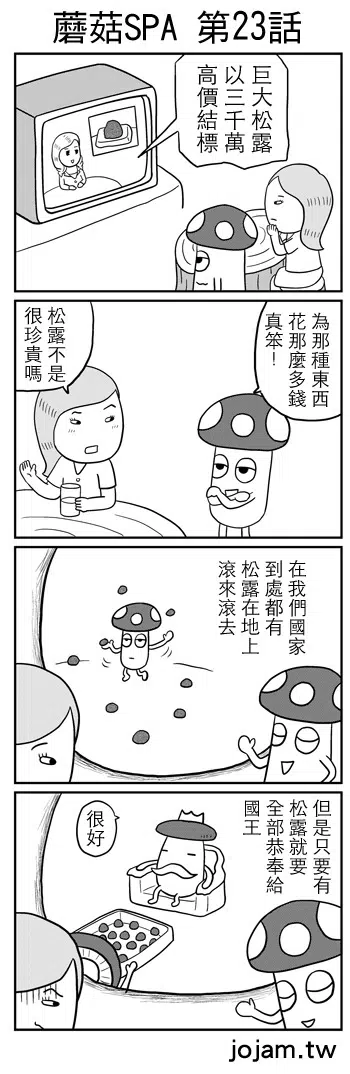 蘑菇SPA 第23話
巨大松露
以三千萬
高價結標
為那種東西
花那麼多錢
真笨！
松露不是
很珍貴嗎
在我們國家
到處都有
松露在地上
滾來滾去
但是只要有
松露就要
全部恭奉給
國王
很好
jojam.tw